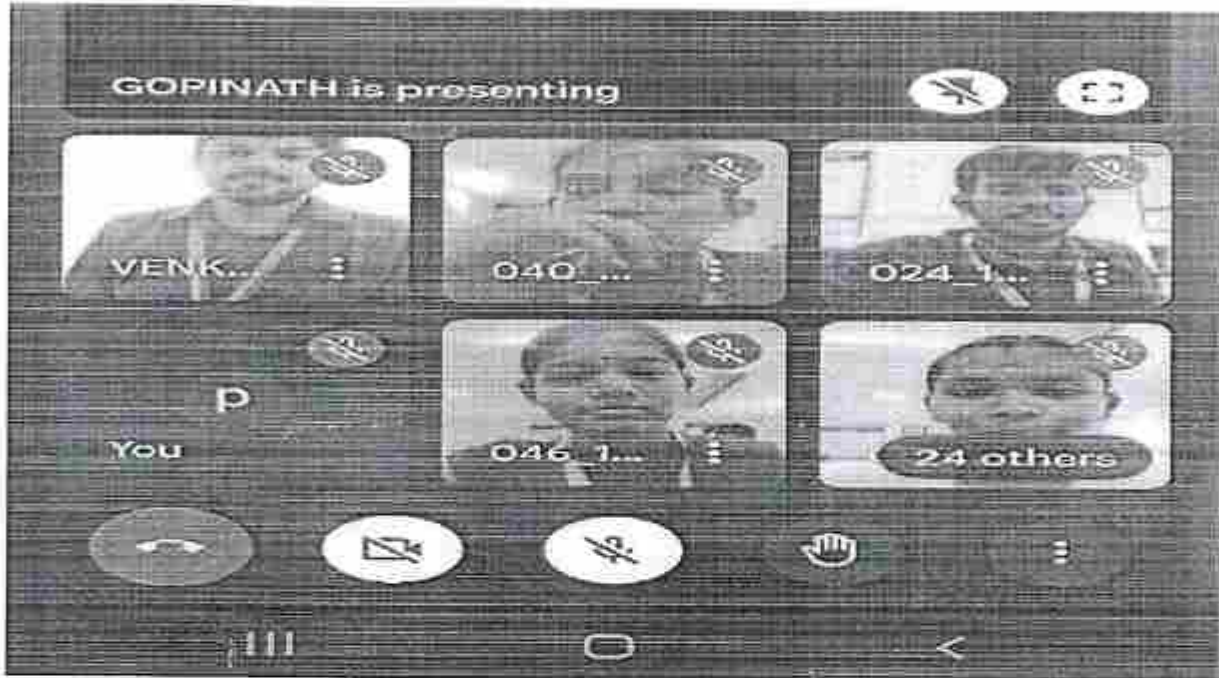 GOPINATH is presenting
VENK...
040_...
024_1...
p
You
046_1...
24 others